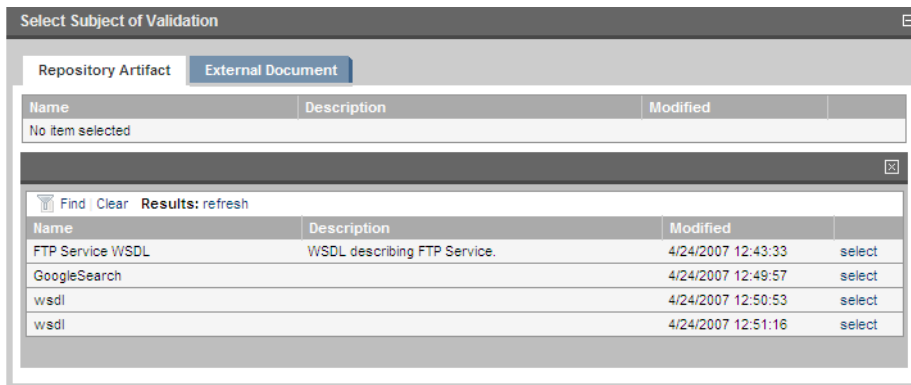 Select Subject of Validation
Repository Artifact External Document
Name Description Modified
No item selected
Find | Clear Results: refresh
Name Description Modified
FTP Service WSDL WSDL describing FTP Service. 4/24/2007 12:43:33 select
GoogleSearch 4/24/2007 12:49:57 select
wsdl 4/24/2007 12:50:53 select
wsdl 4/24/2007 12:51:16 select